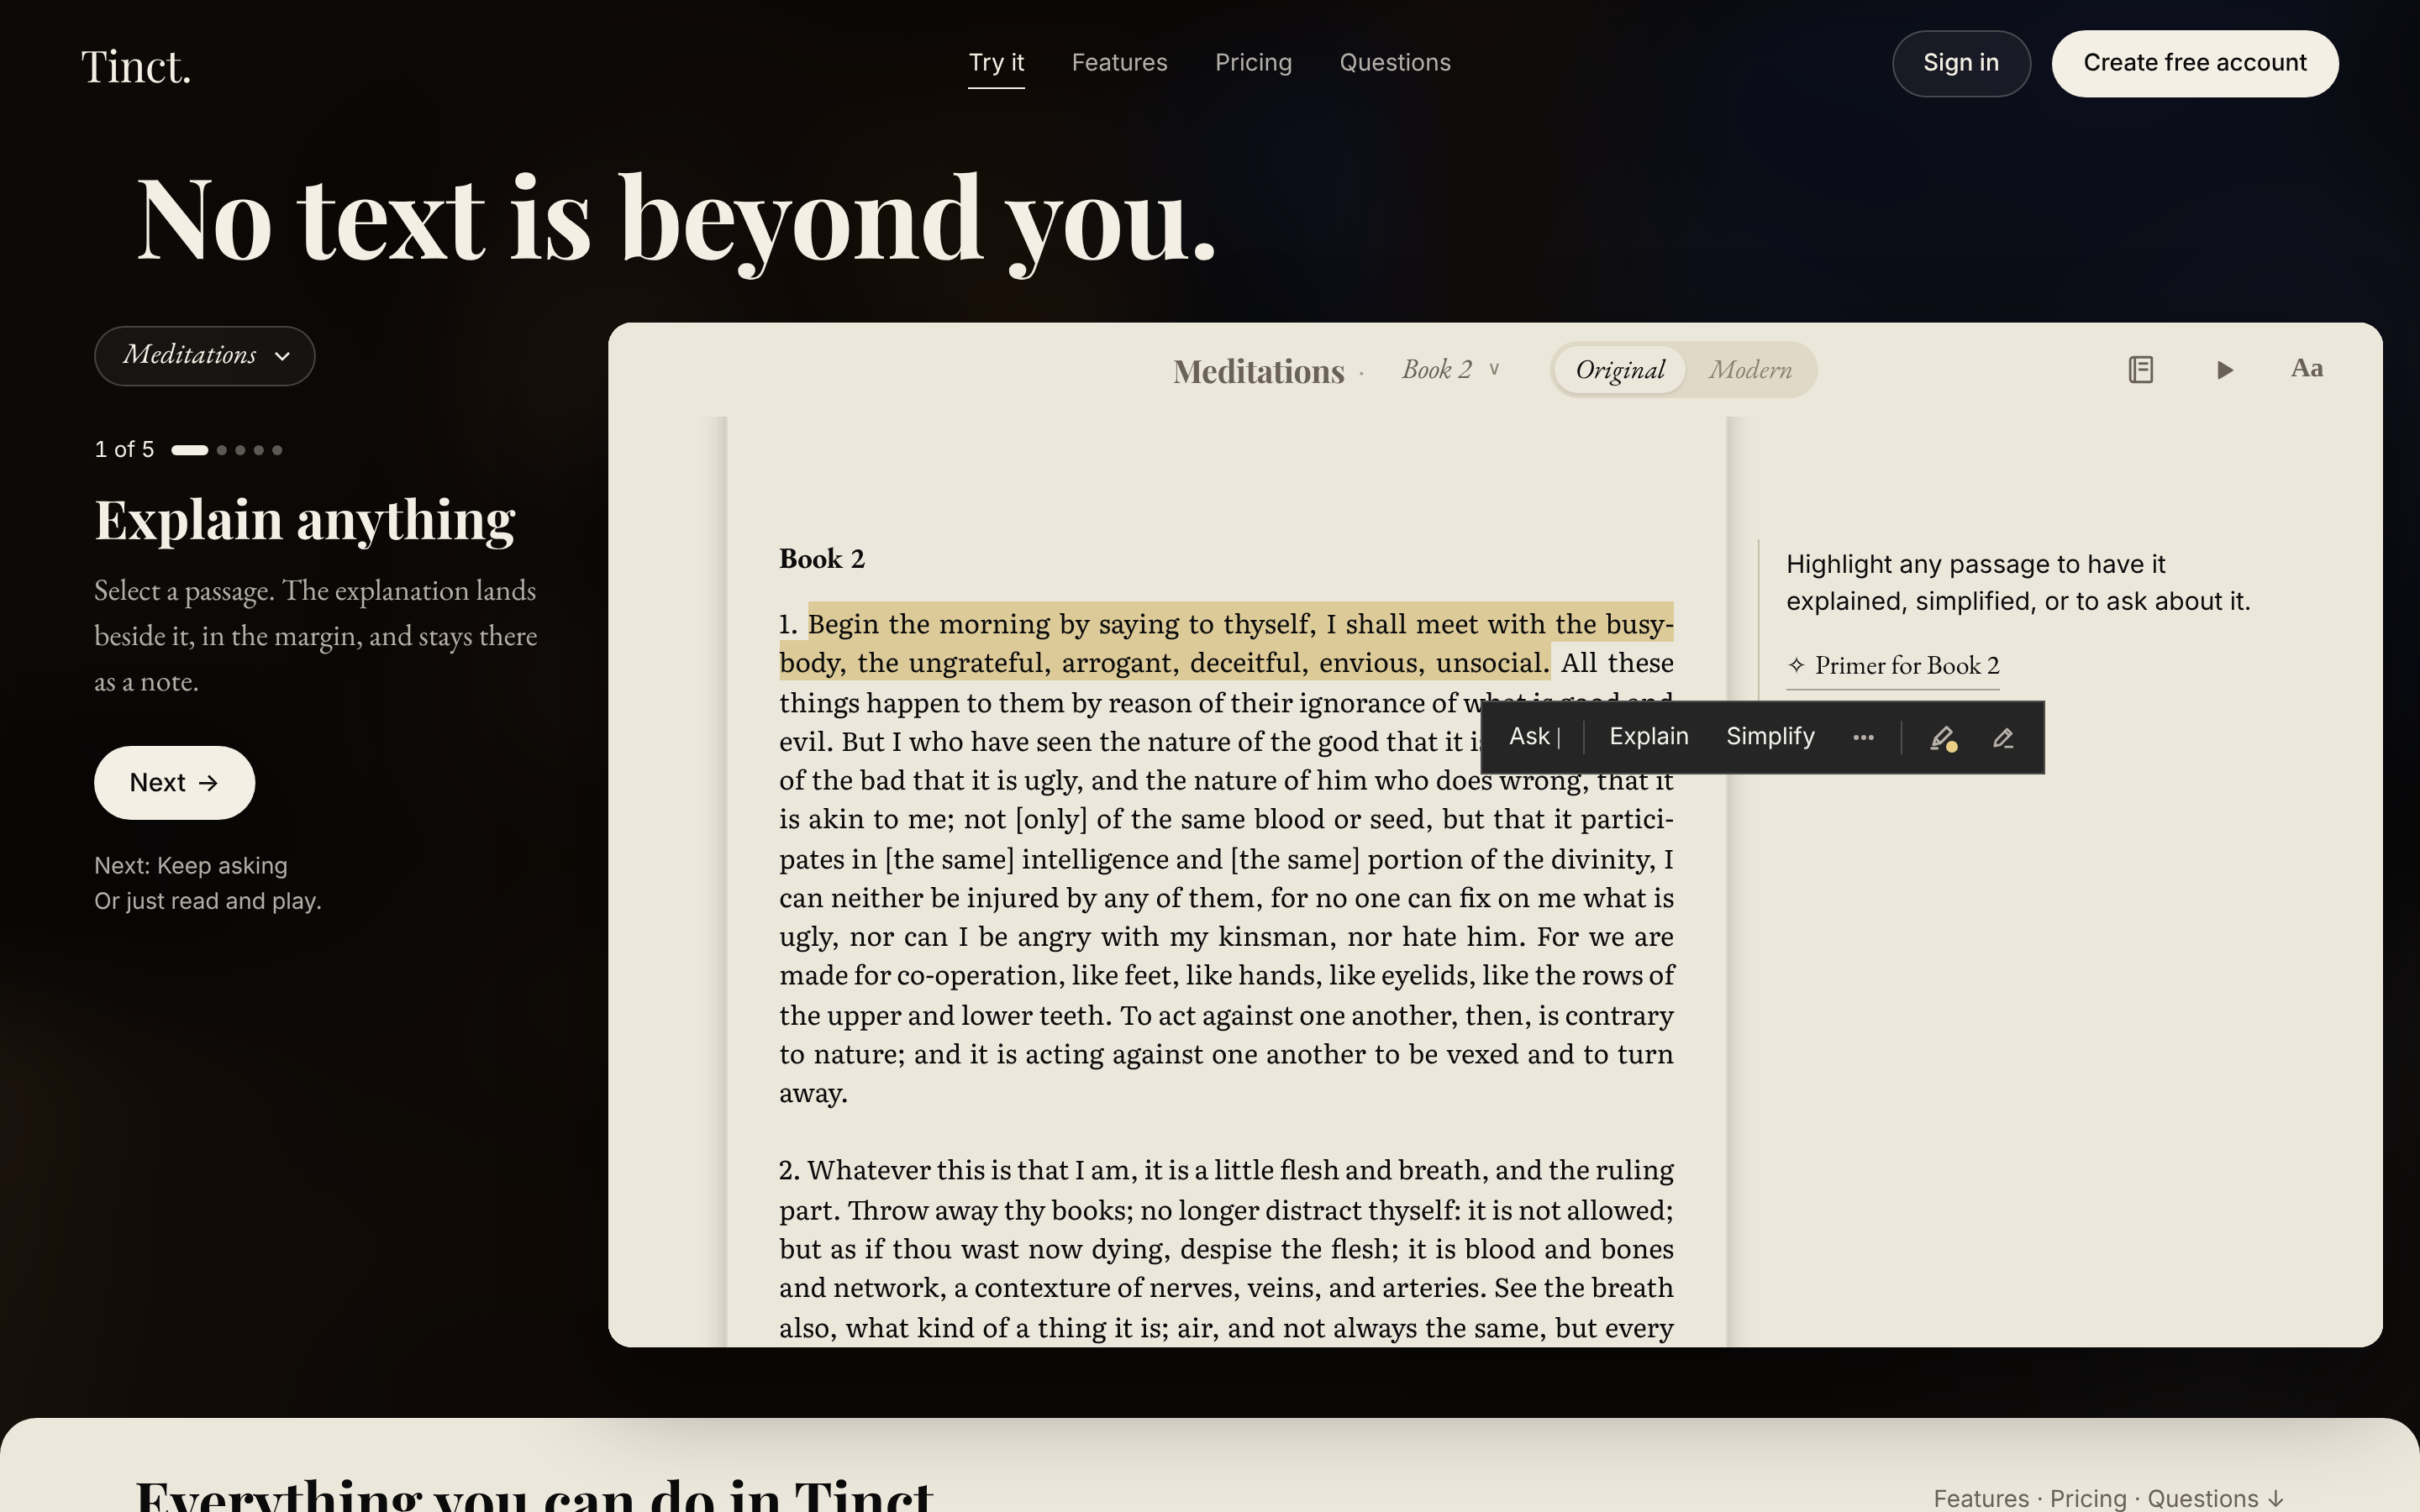 Tinct.
Try it Features Pricing Questions
Sign in Create free account
No text is beyond you.
Meditations
1 of 5
Explain anything
Select a passage. The explanation lands
beside it, in the margin, and stays there
as a note.
Next →
Next: Keep asking
Or just read and play.
Meditations · Book 2 Original Modern Aa
Book 2
1. Begin the morning by saying to thyself, I shall meet with the busy-
body, the ungrateful, arrogant, deceitful, envious, unsocial. All these
things happen to them by reason of their ignorance of what is good and
evil. But I who have seen the nature of the good that it is
of the bad that it is ugly, and the nature of him who does wrong, that it
is akin to me; not [only] of the same blood or seed, but that it partici-
pates in [the same] intelligence and [the same] portion of the divinity, I
can neither be injured by any of them, for no one can fix on me what is
ugly, nor can I be angry with my kinsman, nor hate him. For we are
made for co-operation, like feet, like hands, like eyelids, like the rows of
the upper and lower teeth. To act against one another, then, is contrary
to nature; and it is acting against one another to be vexed and to turn
away.
2. Whatever this is that I am, it is a little flesh and breath, and the ruling
part. Throw away thy books; no longer distract thyself: it is not allowed;
but as if thou wast now dying, despise the flesh; it is blood and bones
and network, a contexture of nerves, veins, and arteries. See the breath
also, what kind of a thing it is; air, and not always the same, but every
Highlight any passage to have it
explained, simplified, or to ask about it.
✧ Primer for Book 2
Ask Explain Simplify •••
Everything you can do in Tinct
Features · Pricing · Questions ↓